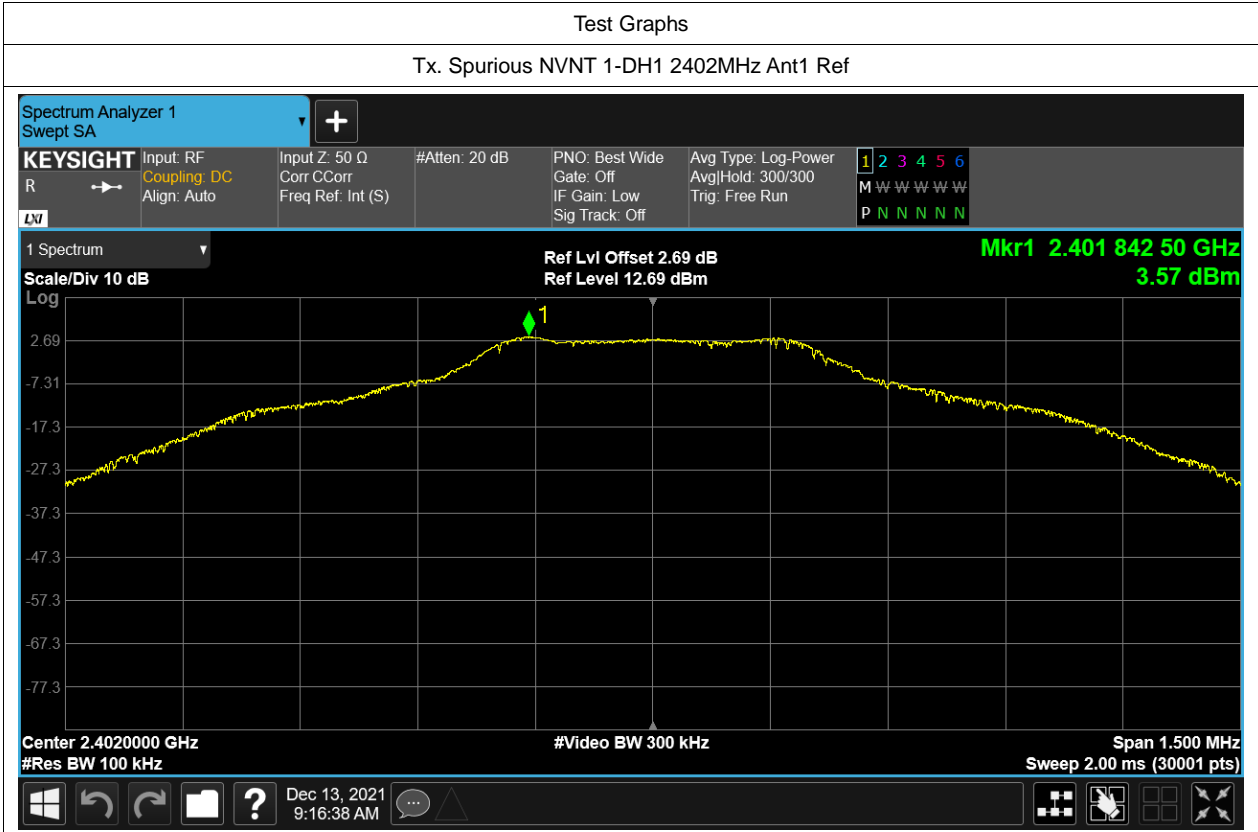 Test Graphs
Tx. Spurious NVNT 1-DH1 2402MHz Ant1 Ref
Spectrum Analyzer 1
Swept SA
KEYSIGHT
R
LXI
Input: RF
Coupling: DC
Align: Auto
Input Z: 50 Ω
Corr CCorr
Freq Ref: Int (S)
#Atten: 20 dB
PNO: Best Wide
Gate: Off
IF Gain: Low
Sig Track: Off
Avg Type: Log-Power
Avg|Hold: 300/300
Trig: Free Run
1 2 3 4 5 6
M W W W W W
P N N N N N
1 Spectrum
Scale/Div 10 dB
Log
Ref Lvl Offset 2.69 dB
Ref Level 12.69 dBm
Mkr1 2.401 842 50 GHz
3.57 dBm
1
2.69
-7.31
-17.3
-27.3
-37.3
-47.3
-57.3
-67.3
-77.3
Center 2.4020000 GHz
#Res BW 100 kHz
#Video BW 300 kHz
Span 1.500 MHz
Sweep 2.00 ms (30001 pts)
?
Dec 13, 2021
9:16:38 AM